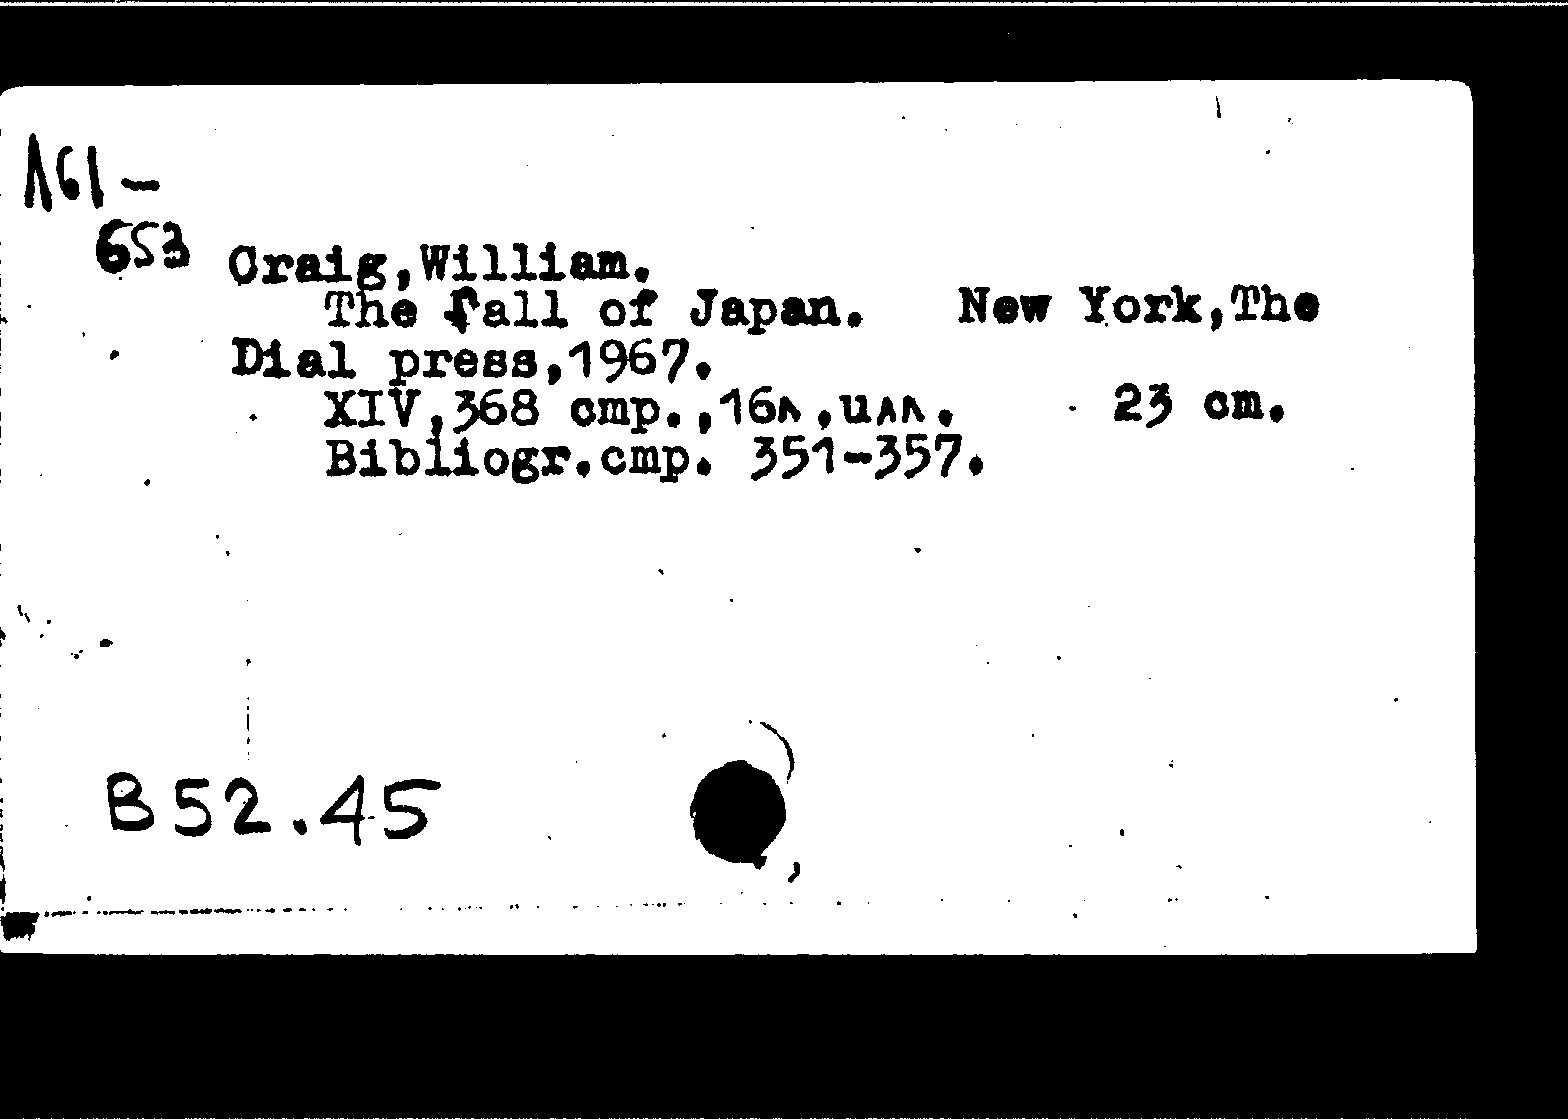 A61-
653
Craig,William.
The fall of Japan. New York,The
Dial press,1967.
XIV,368 стр.,16л.,илл. 23 cm.
Bibliogr.стр. 351-357.
B52.45